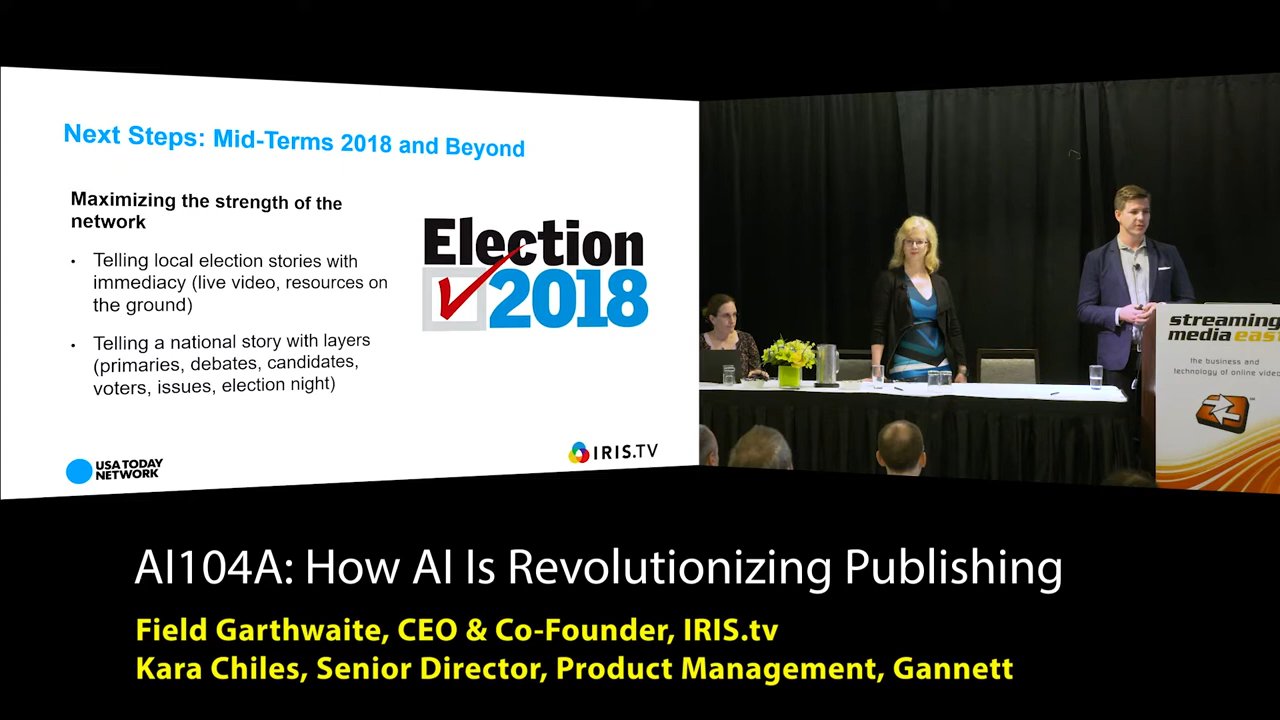 Next Steps: Mid-Terms 2018 and Beyond
Maximizing the strength of the
network
• Telling local election stories with
immediacy (live video, resources on
the ground)
• Telling a national story with layers
(primaries, debates, candidates,
voters, issues, election night)
Election
2018
USA TODAY
NETWORK
IRIS.TV
streaming
media east
the business and
technology of online video
AI104A: How AI Is Revolutionizing Publishing
Field Garthwaite, CEO & Co-Founder, IRIS.tv
Kara Chiles, Senior Director, Product Management, Gannett